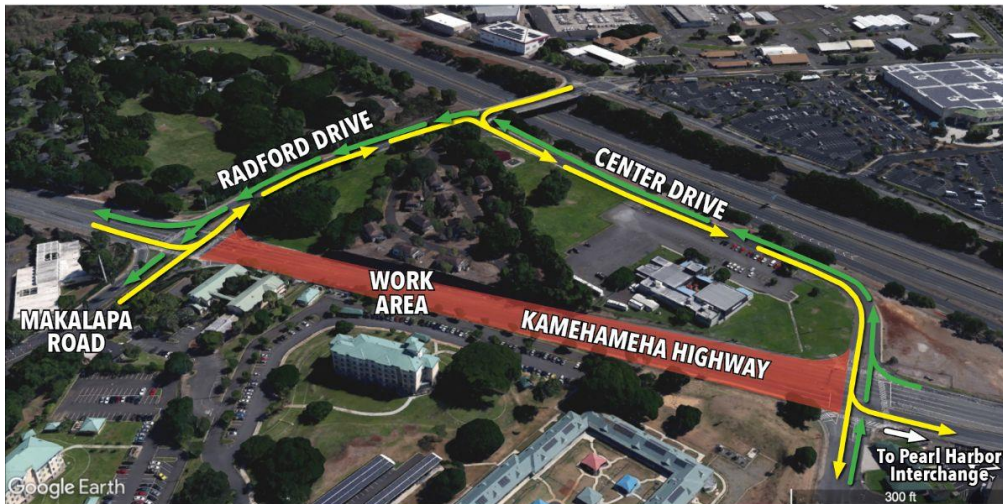 RADFORD DRIVE
CENTER DRIVE
WORK
AREA
KAMEHAMEHA HIGHWAY
MAKALAPA
ROAD
To Pearl Harbor
Interchange
Google Earth
300 ft